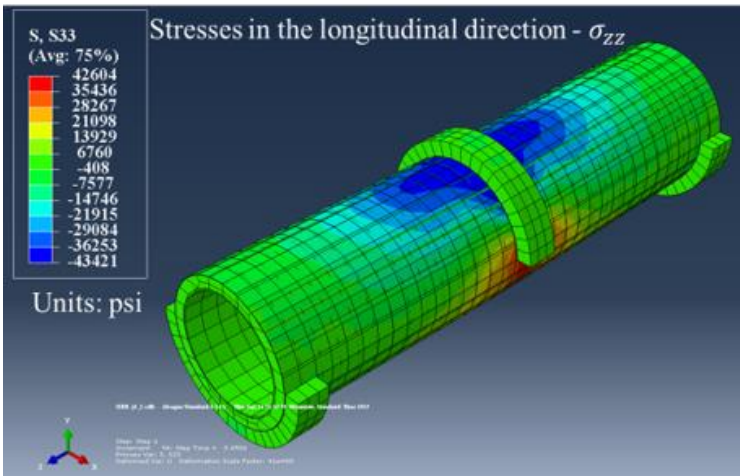 Stresses in the longitudinal direction - σzz
S, S33
(Avg: 75%)
42604
35436
28267
21098
13929
6760
-408
-7577
-14746
-21915
-29084
-36253
-43421
Units: psi
Y
Z
X